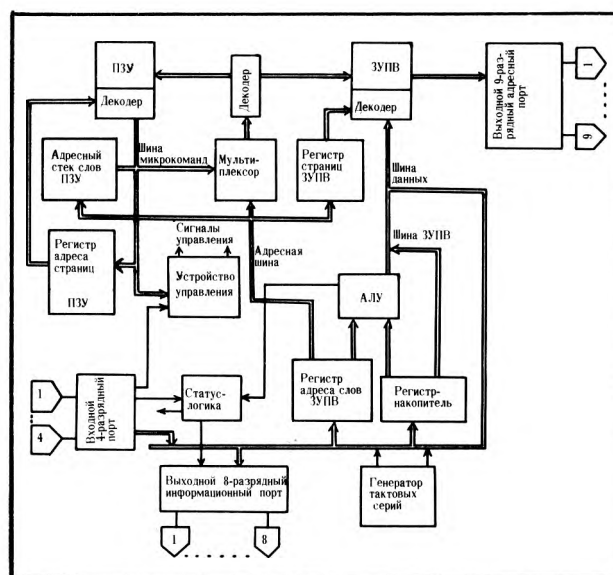 ПЗУ
Декодер
Декодер
ЗУПВ
Декодер
Выходной 9-раз-
рядный адресный
порт
1
9
Адресный
стек слов
ПЗУ
Шина
микрокоманд
Мульти-
плексор
Регистр
страниц
ЗУПВ
Шина
данных
Сигналы
управления
Адресная
шина
Шина ЗУПВ
Регистр
адреса
страниц
ПЗУ
Устройство
управления
АЛУ
1
4
Входной
4-разрядный
порт
Статус-
логика
Регистр
адреса слов
ЗУПВ
Регистр-
накопитель
Выходной 8-разрядный
информационный порт
Генератор
тактовых
серий
1
8